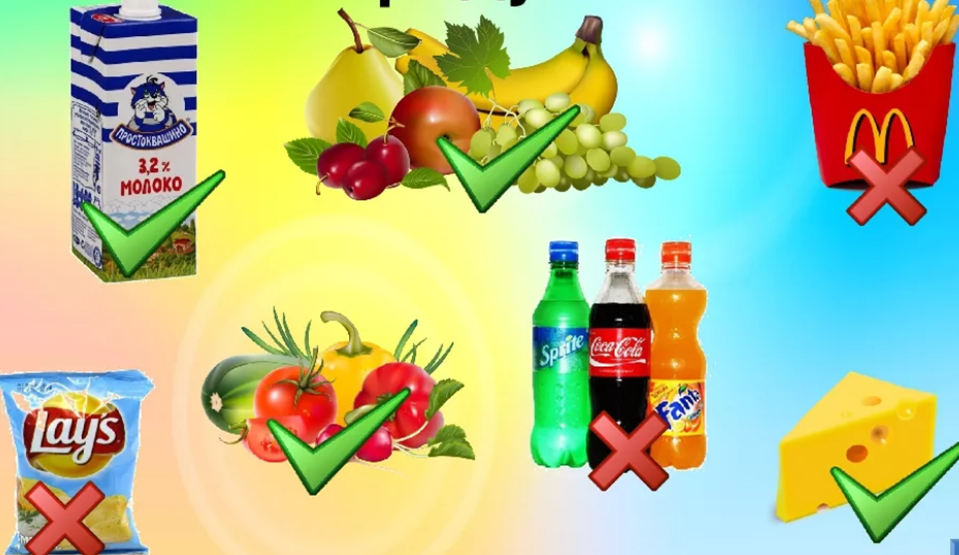 ПРОСТОКВАШИНО
3,2 %
МОЛОКО
Sprite
Coca-Cola
Fanta
Lay's